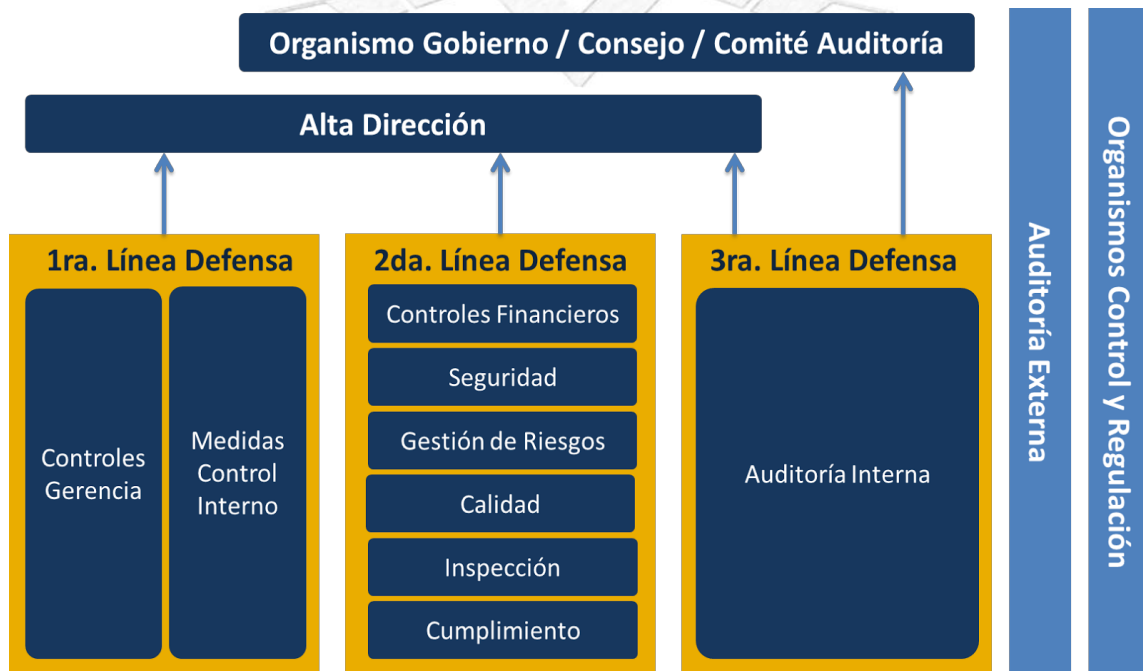 Organismo Gobierno / Consejo / Comité Auditoría
Alta Dirección
1ra. Línea Defensa
Controles
Gerencia
Medidas
Control
Interno
2da. Línea Defensa
Controles Financieros
Seguridad
Gestión de Riesgos
Calidad
Inspección
Cumplimiento
3ra. Línea Defensa
Auditoría Interna
Auditoría Externa
Organismos Control y Regulación